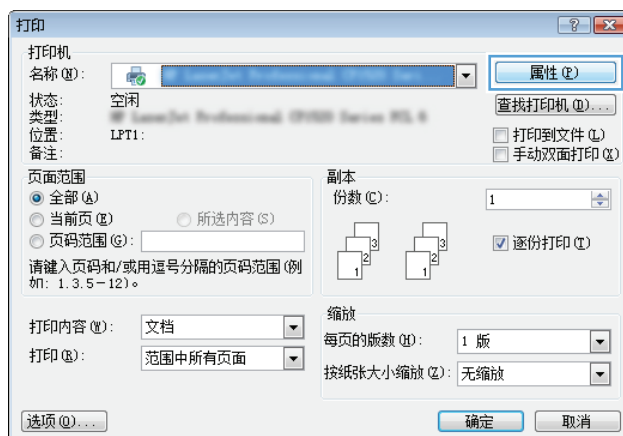 打印
打印机
名称(N):
属性(P)
状态: 空闲
类型:
查找打印机(D)...
位置: LPT1:
打印到文件(L)
备注:
手动双面打印(X)
页面范围
全部(A)
当前页(E) 所选内容(S)
页码范围(G):
请键入页码和/或用逗号分隔的页码范围(例
如: 1.3.5-12)。
副本
份数(C): 1
3
2
1
3
2
1
逐份打印(T)
打印内容(W): 文档
打印(R): 范围中所有页面
缩放
每页的版数(H): 1 版
按纸张大小缩放(Z): 无缩放
选项(O)...
确定
取消